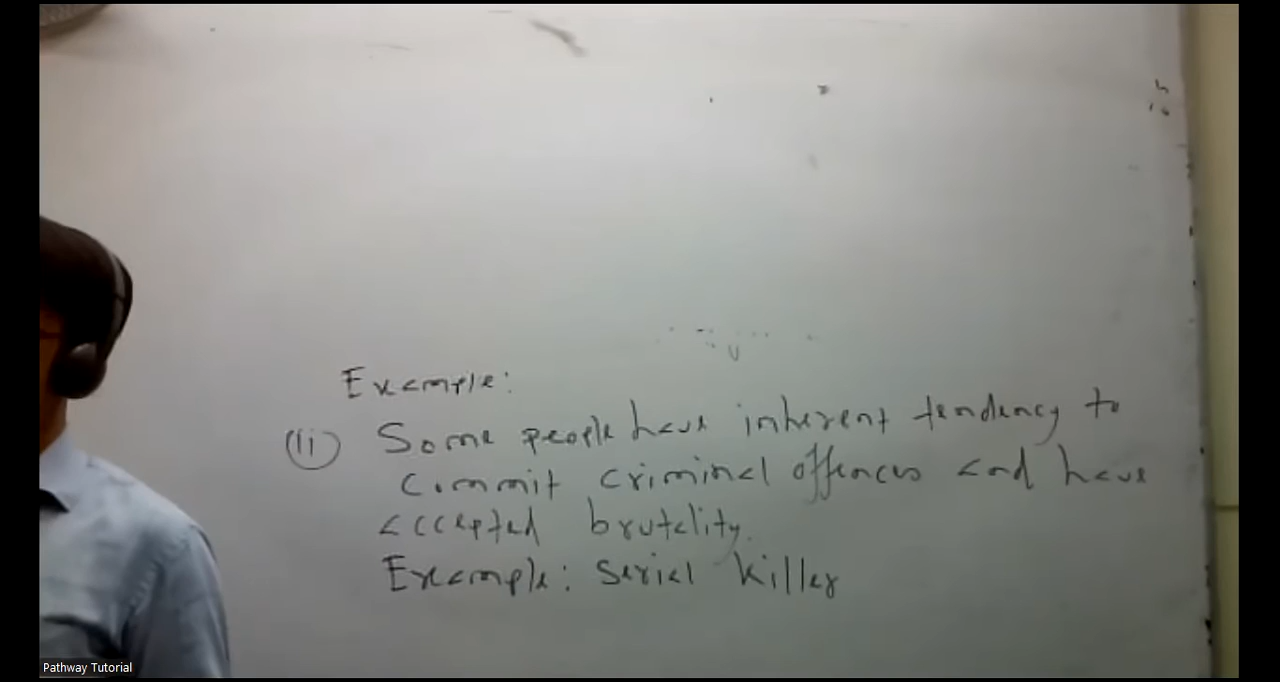 Example:
(ii) Some people have inherent tendency to
commit criminal offences and have
accepted brutality.
Example: Serial killer
Pathway Tutorial